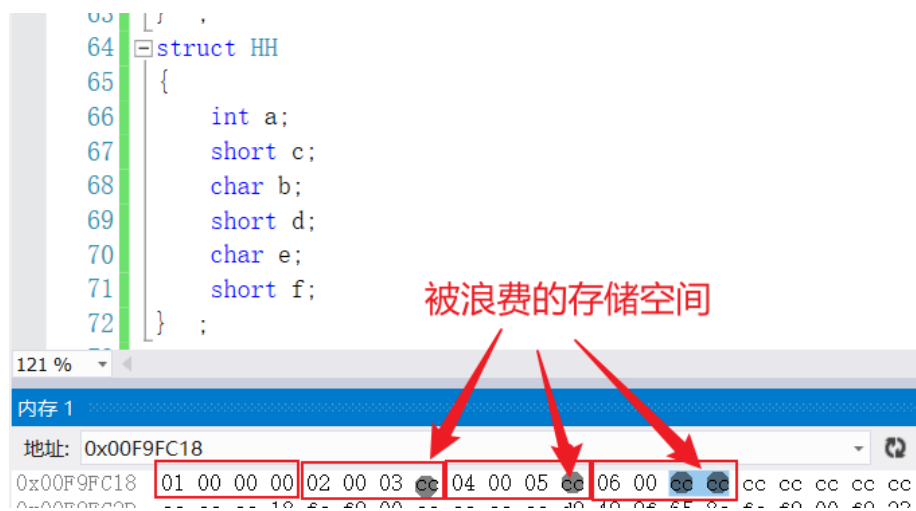 63 } ;
64 struct HH
65 {
66 int a;
67 short c;
68 char b;
69 short d;
70 char e;
71 short f;
72 } ;
被浪费的存储空间
121 %
内存 1
地址: 0x00F9FC18
0x00F9FC18 01 00 00 00 02 00 03 cc 04 00 05 cc 06 00 cc cc cc cc cc cc cc